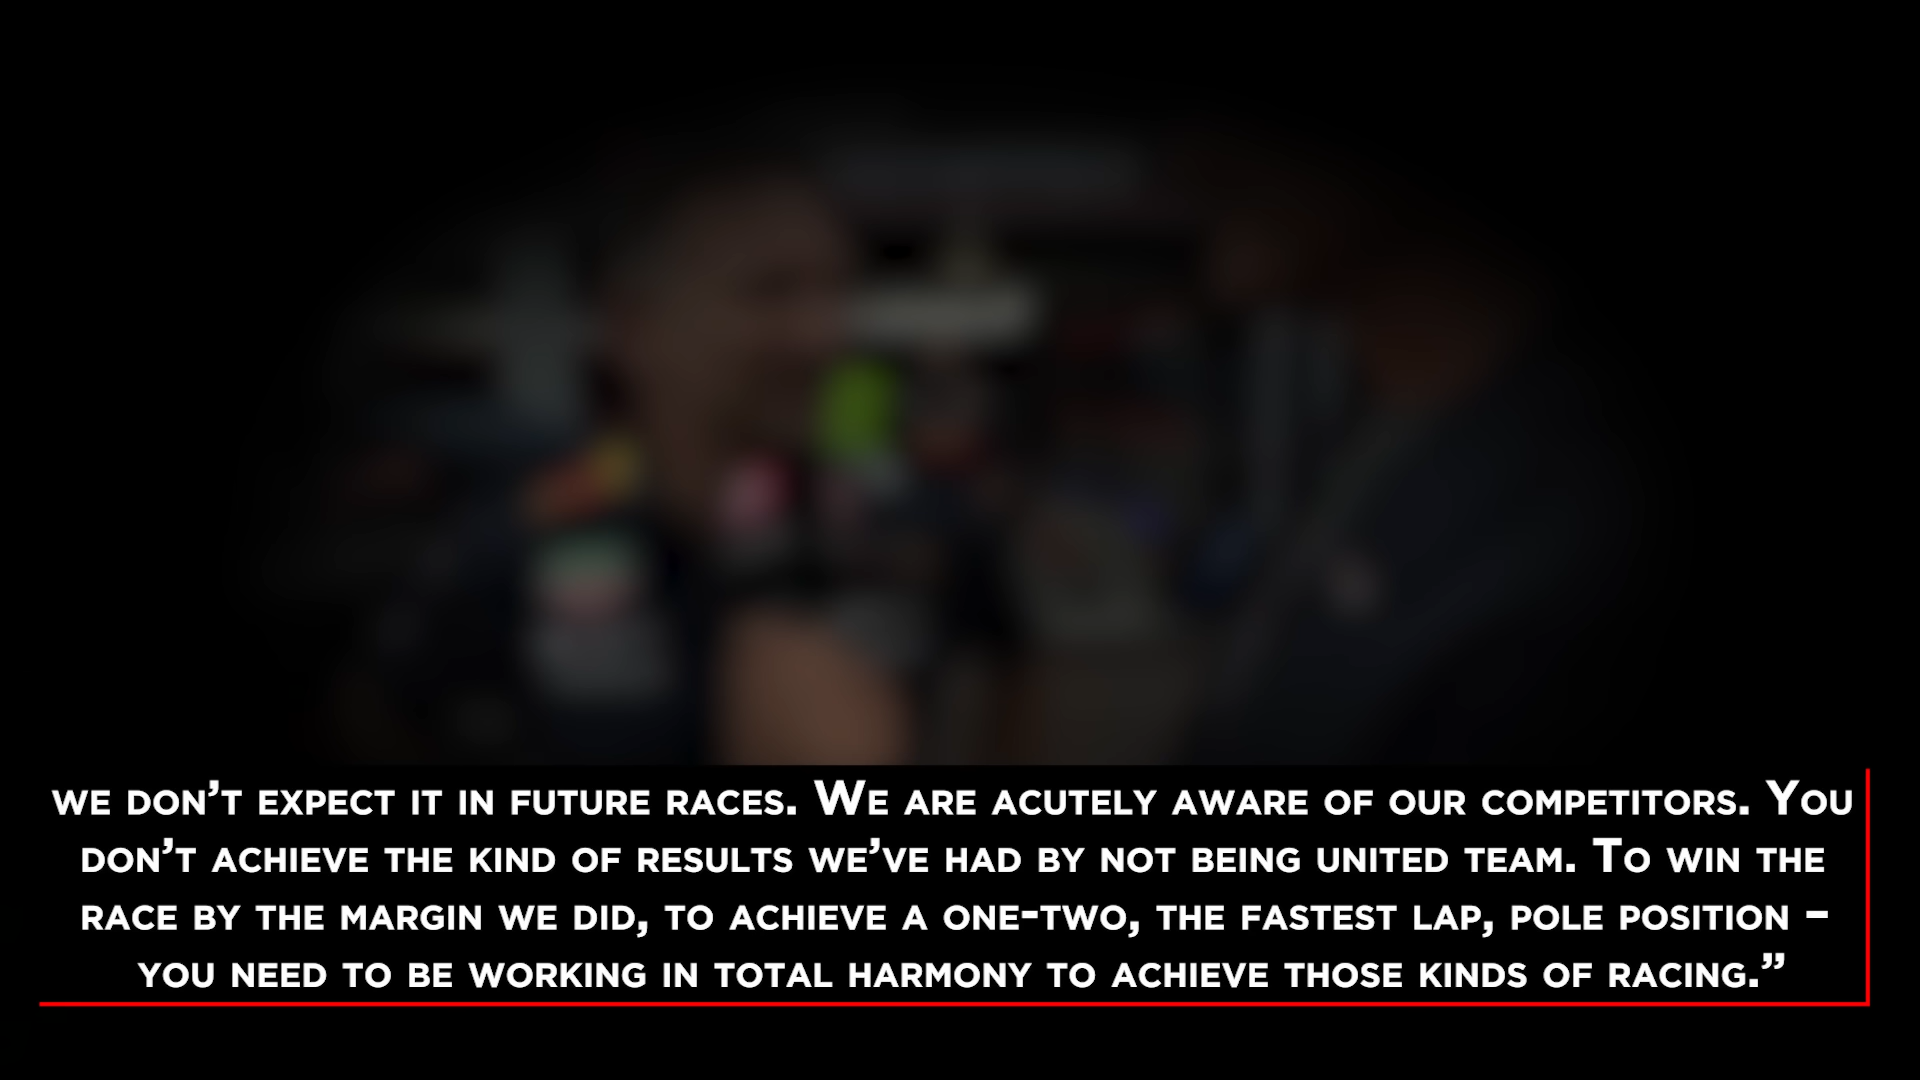 we don’t expect it in future races. We are acutely aware of our competitors. You
don’t achieve the kind of results we’ve had by not being united team. To win the
race by the margin we did, to achieve a one-two, the fastest lap, pole position –
you need to be working in total harmony to achieve those kinds of racing.”